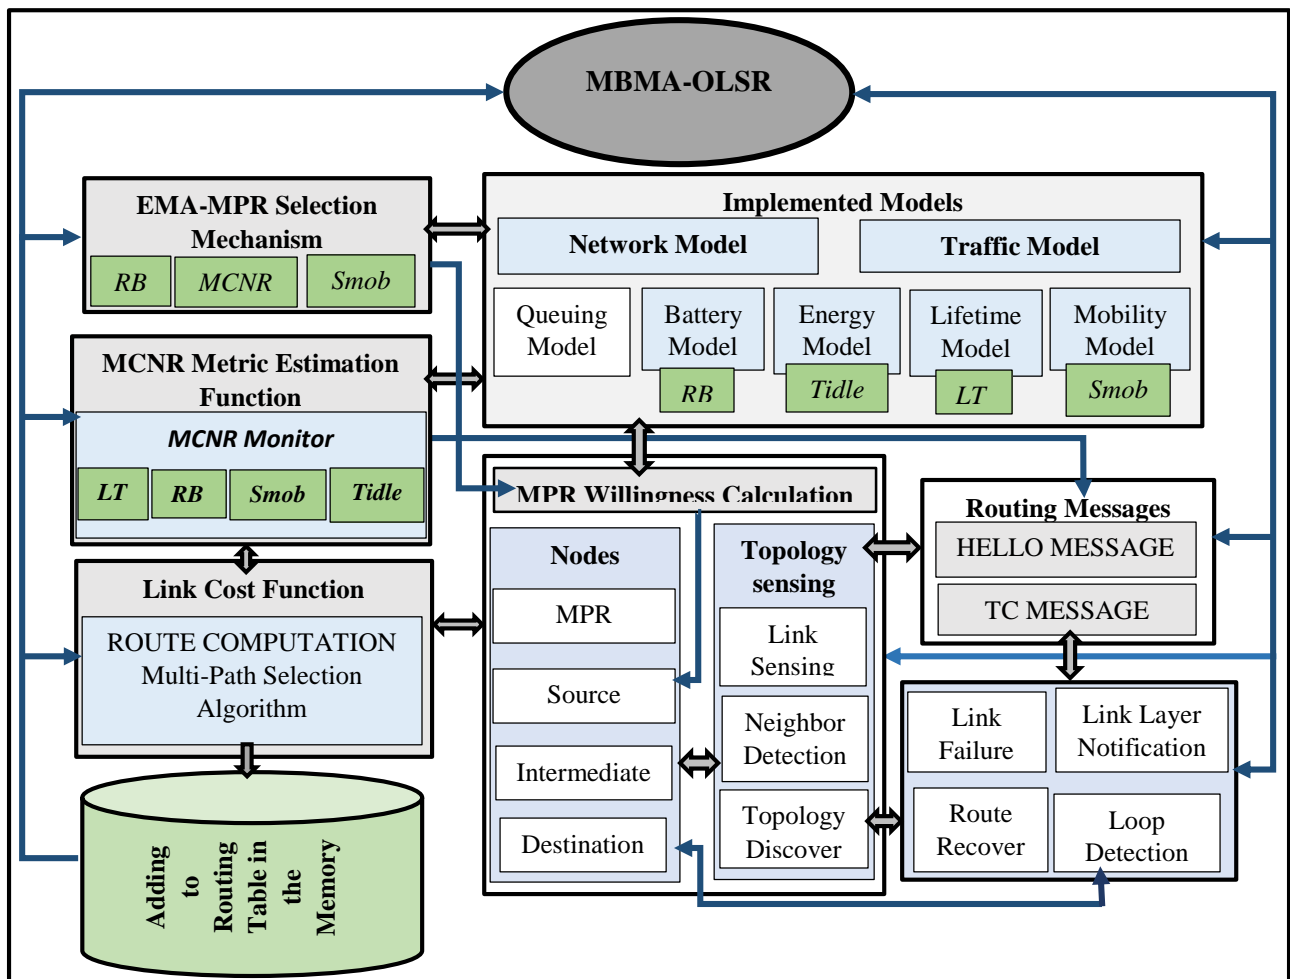 MBMA-OLSR
EMA-MPR Selection
Mechanism
RB
MCNR
Smob
Implemented Models
Network Model
Traffic Model
Queuing
Model
Battery
Model
RB
Energy
Model
Tidle
Lifetime
Model
LT
Mobility
Model
Smob
MCNR Metric Estimation
Function
MCNR Monitor
LT
RB
Smob
Tidle
MPR Willingness Calculation
Nodes
MPR
Source
Intermediate
Destination
Topology
sensing
Link
Sensing
Neighbor
Detection
Topology
Discover
Routing Messages
HELLO MESSAGE
TC MESSAGE
Link Cost Function
ROUTE COMPUTATION
Multi-Path Selection
Algorithm
Link
Failure
Link Layer
Notification
Route
Recover
Loop
Detection
Adding
to
Routing
Table in
the
Memory